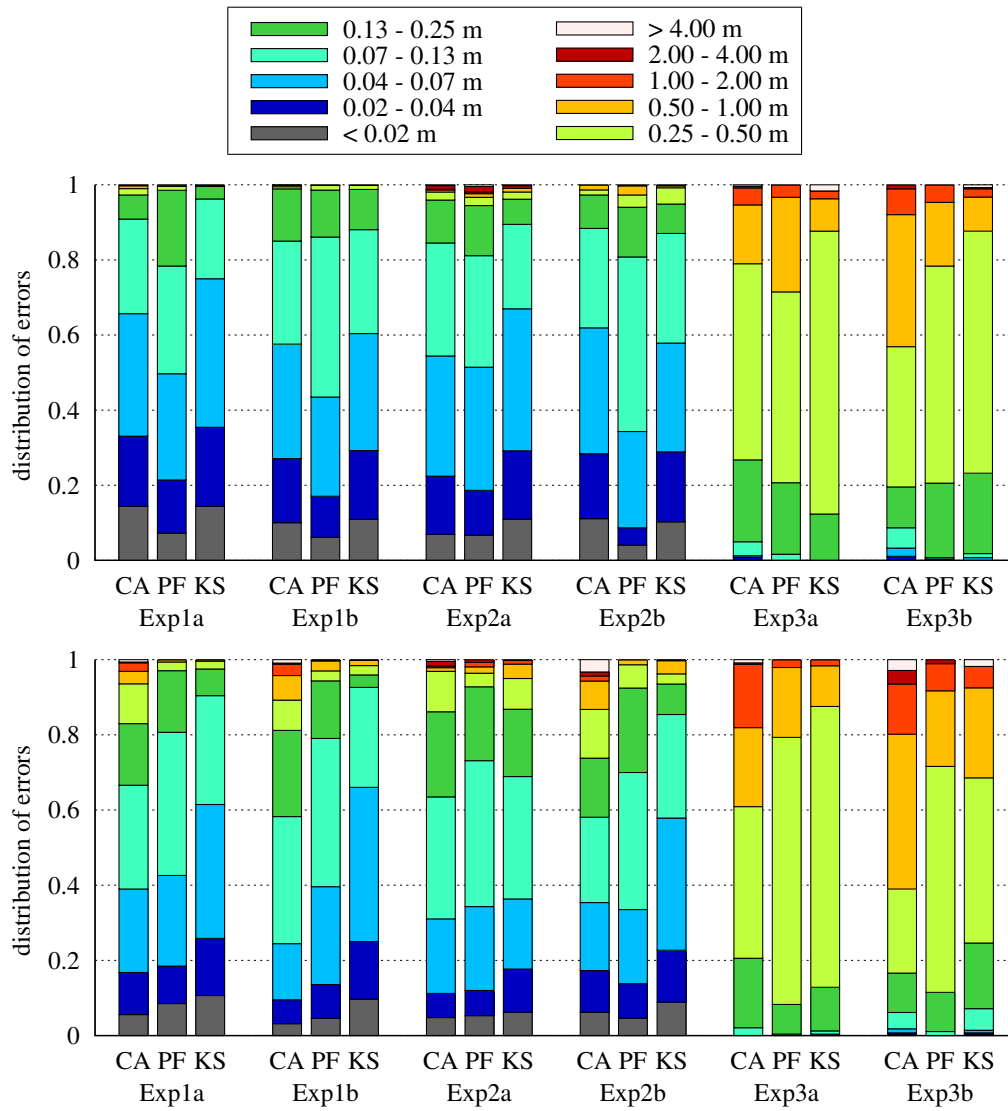 0.13 - 0.25 m > 4.00 m
0.07 - 0.13 m 2.00 - 4.00 m
0.04 - 0.07 m 1.00 - 2.00 m
0.02 - 0.04 m 0.50 - 1.00 m
< 0.02 m 0.25 - 0.50 m
distribution of errors
1
0.8
0.6
0.4
0.2
0
CA PF KS CA PF KS CA PF KS CA PF KS CA PF KS CA PF KS
Exp1a Exp1b Exp2a Exp2b Exp3a Exp3b
distribution of errors
1
0.8
0.6
0.4
0.2
0
CA PF KS CA PF KS CA PF KS CA PF KS CA PF KS CA PF KS
Exp1a Exp1b Exp2a Exp2b Exp3a Exp3b